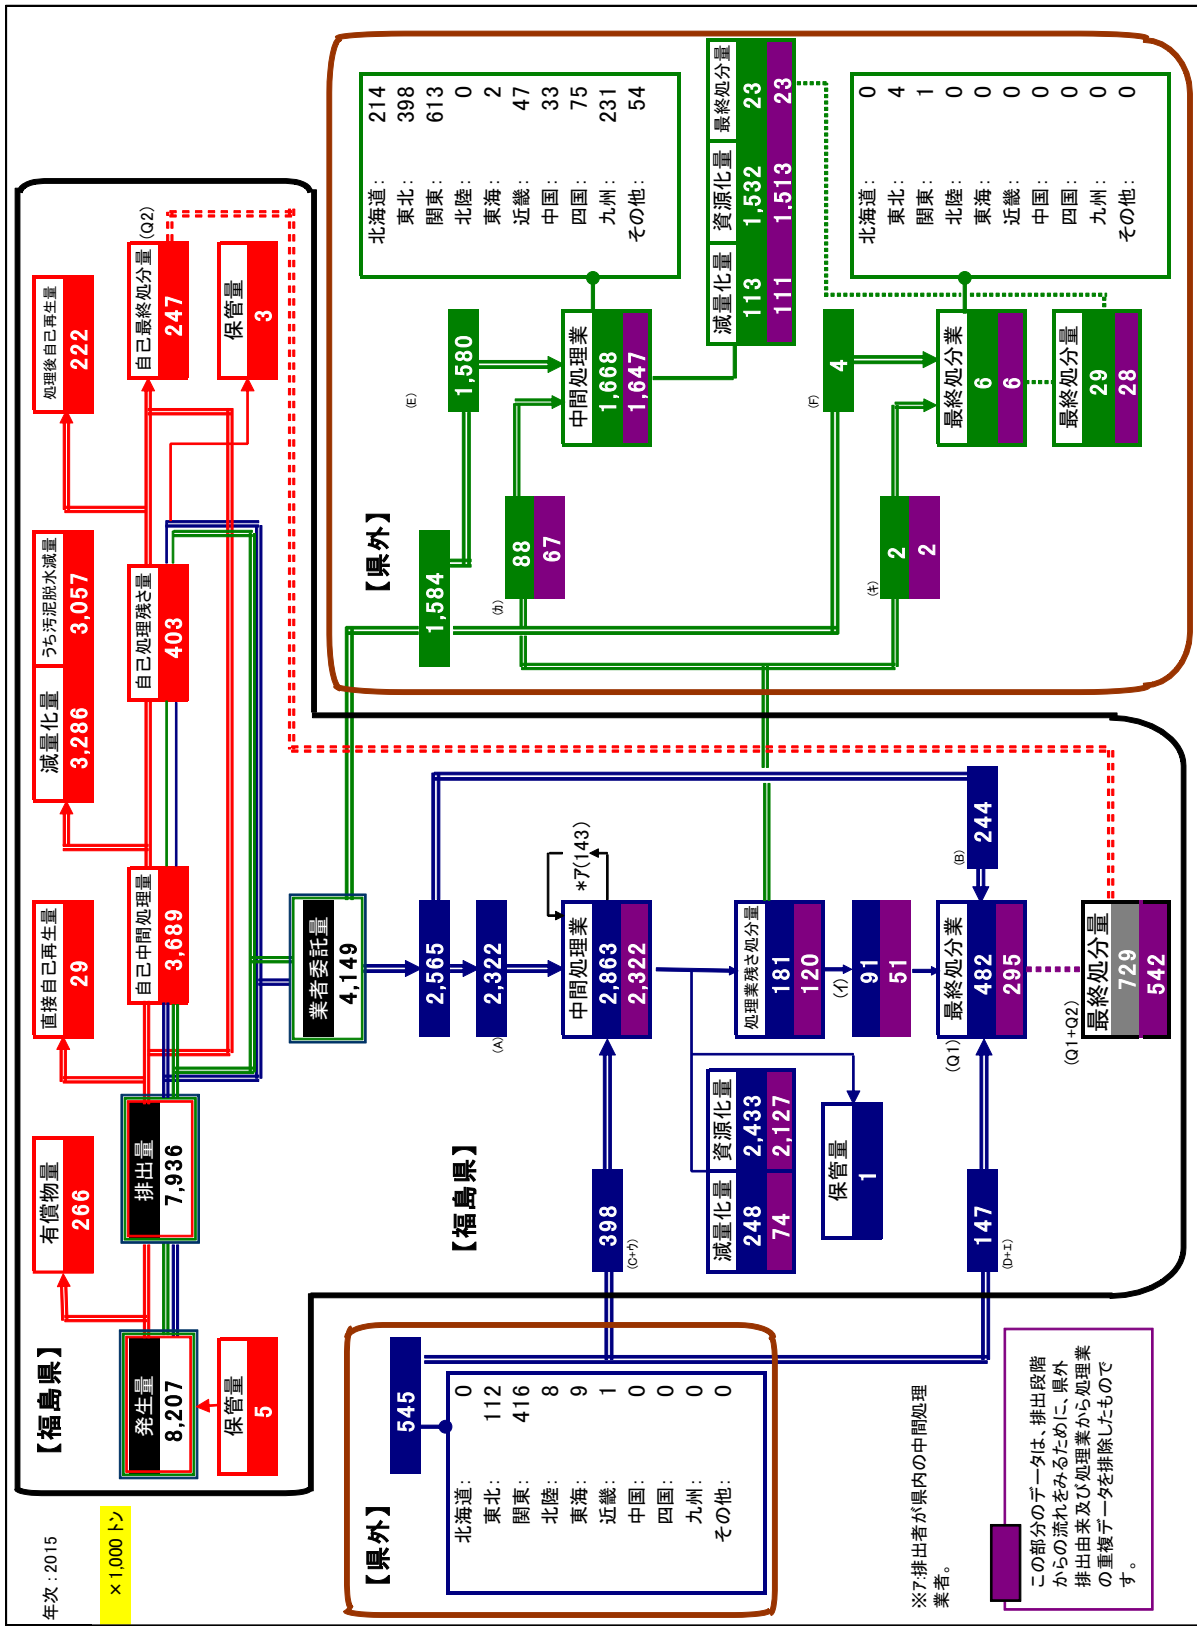 年次：2015
×1,000トン
【福島県】
発生量
8,207
保管量
5
有償物量
266
排出量
7,936
直接自己再生量
29
自己中間処理量
3,689
減量化量
3,286
うち汚泥脱水減量
3,057
自己処理残さ量
403
処理後自己再生量
222
自己最終処分量
247
(Q2)
保管量
3
業者委託量
4,149
【県外】
545
北海道： 0
東北： 112
関東： 416
北陸： 8
東海： 9
近畿： 1
中国： 0
四国： 0
九州： 0
その他： 0
【福島県】
2,565
2,322
(A)
398
(C+ウ)
中間処理業
2,863
2,322
*ア(143)
減量化量
248
74
資源化量
2,433
2,127
処理業残さ処分量
181
120
(イ)
91
51
保管量
1
147
(D+エ)
(Q1)
最終処分業
482
295
244
(B)
(Q1+Q2)
最終処分量
729
542
【県外】
1,584
1,580
(E)
88
67
(カ)
中間処理業
1,668
1,647
北海道： 214
東北： 398
関東： 613
北陸： 0
東海： 2
近畿： 47
中国： 33
四国： 75
九州： 231
その他： 54
減量化量
113
111
資源化量
1,532
1,513
最終処分量
23
23
4
(F)
2
2
(キ)
最終処分業
6
6
北海道： 0
東北： 4
関東： 1
北陸： 0
東海： 0
近畿： 0
中国： 0
四国： 0
九州： 0
その他： 0
最終処分量
29
28
※ア:排出者が県内の中間処理
業者。
この部分のデータは、排出段階
からの流れをみるために、県外
排出由来及び処理業から処理業
の重複データを排除したもので
す。